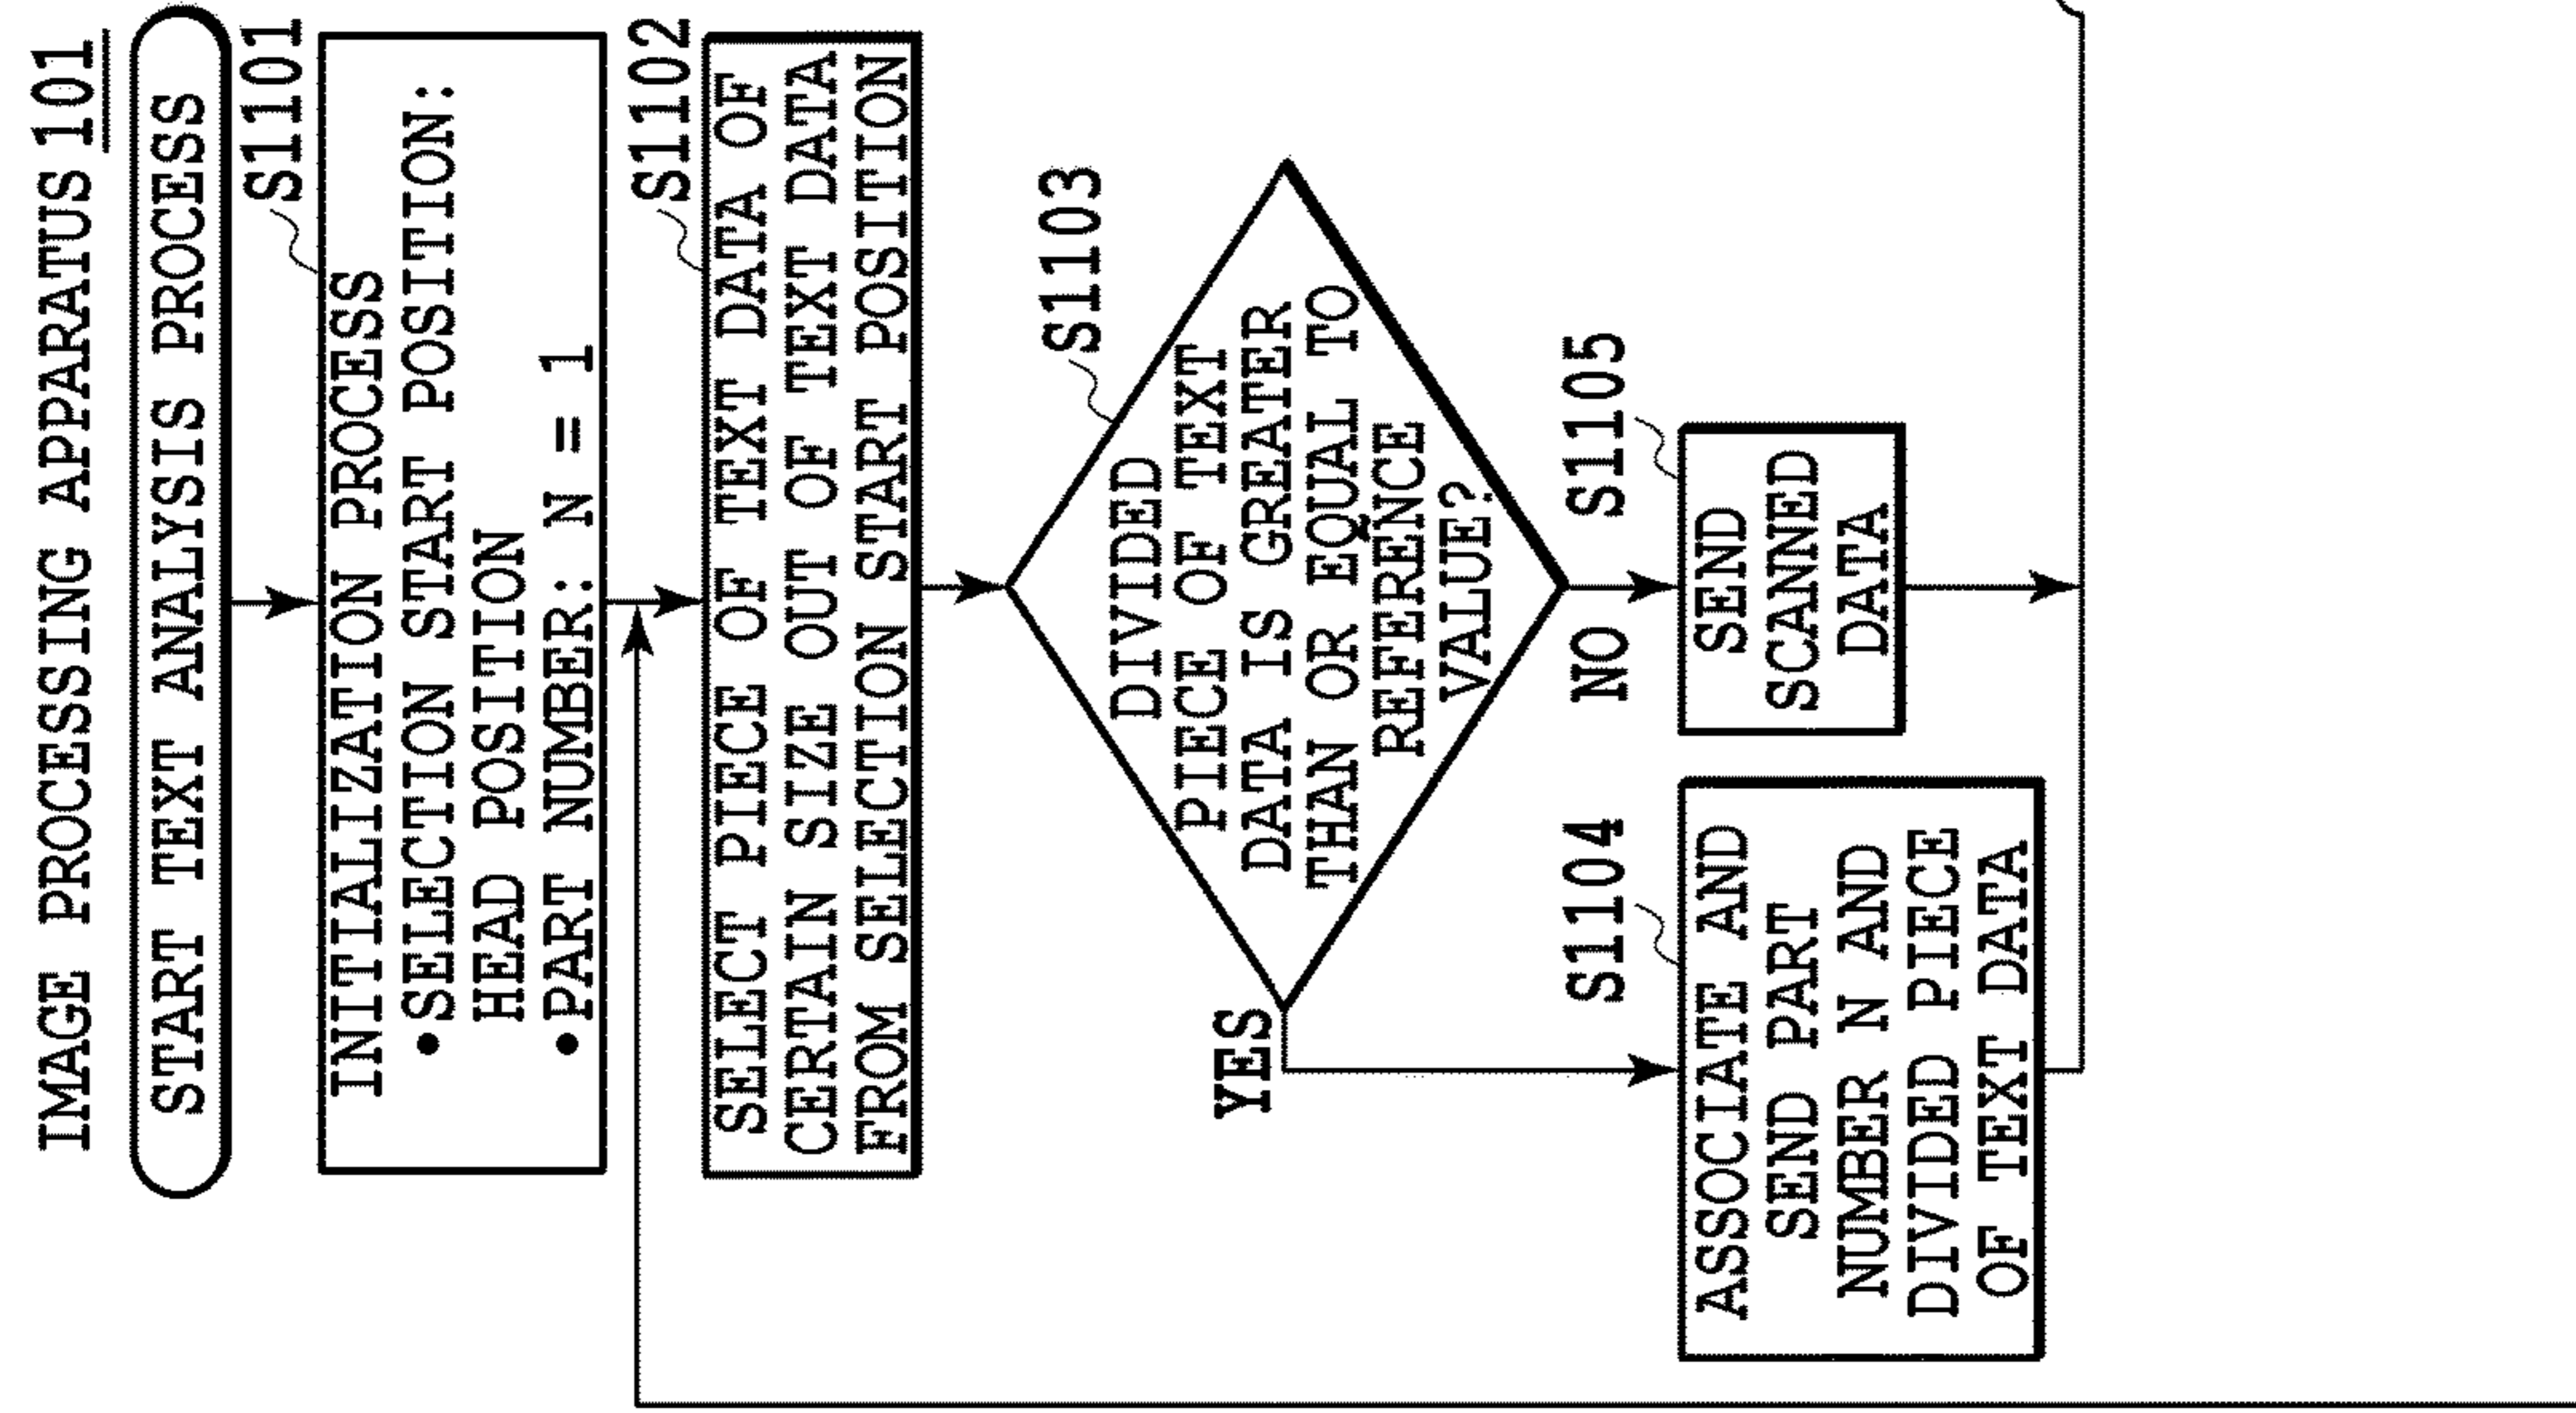 IMAGE PROCESSING APPARATUS 101
START TEXT ANALYSIS PROCESS
S1101
INITIALIZATION PROCESS
•SELECTION START POSITION:
HEAD POSITION
•PART NUMBER: N = 1
S1102
SELECT PIECE OF TEXT DATA OF
CERTAIN SIZE OUT OF TEXT DATA
FROM SELECTION START POSITION
S1103
DIVIDED
PIECE OF TEXT
DATA IS GREATER
THAN OR EQUAL TO
REFERENCE
VALUE?
YES
NO
S1104
ASSOCIATE AND
SEND PART
NUMBER N AND
DIVIDED PIECE
OF TEXT DATA
S1105
SEND
SCANNED
DATA